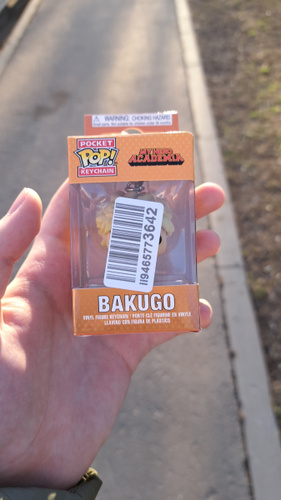 WARNING: CHOKING HAZARD
POCKET
POP!
KEYCHAIN
MY HERO
ACADEMIA
li9465773642
BAKUGO
VINYL FIGURE KEYCHAIN / PORTE-CLÉ FIGURINE EN VINYLE
LLAVERO CON FIGURA DE PLÁSTICO